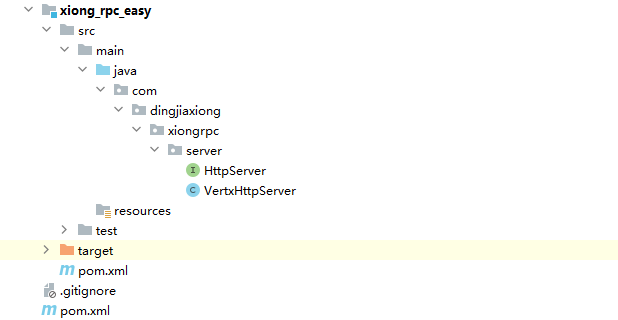 xiong_rpc_easy
src
main
java
com
dingjiaxiong
xiongrpc
server
I HttpServer
C VertxHttpServer
resources
test
target
m pom.xml
.gitignore
m pom.xml